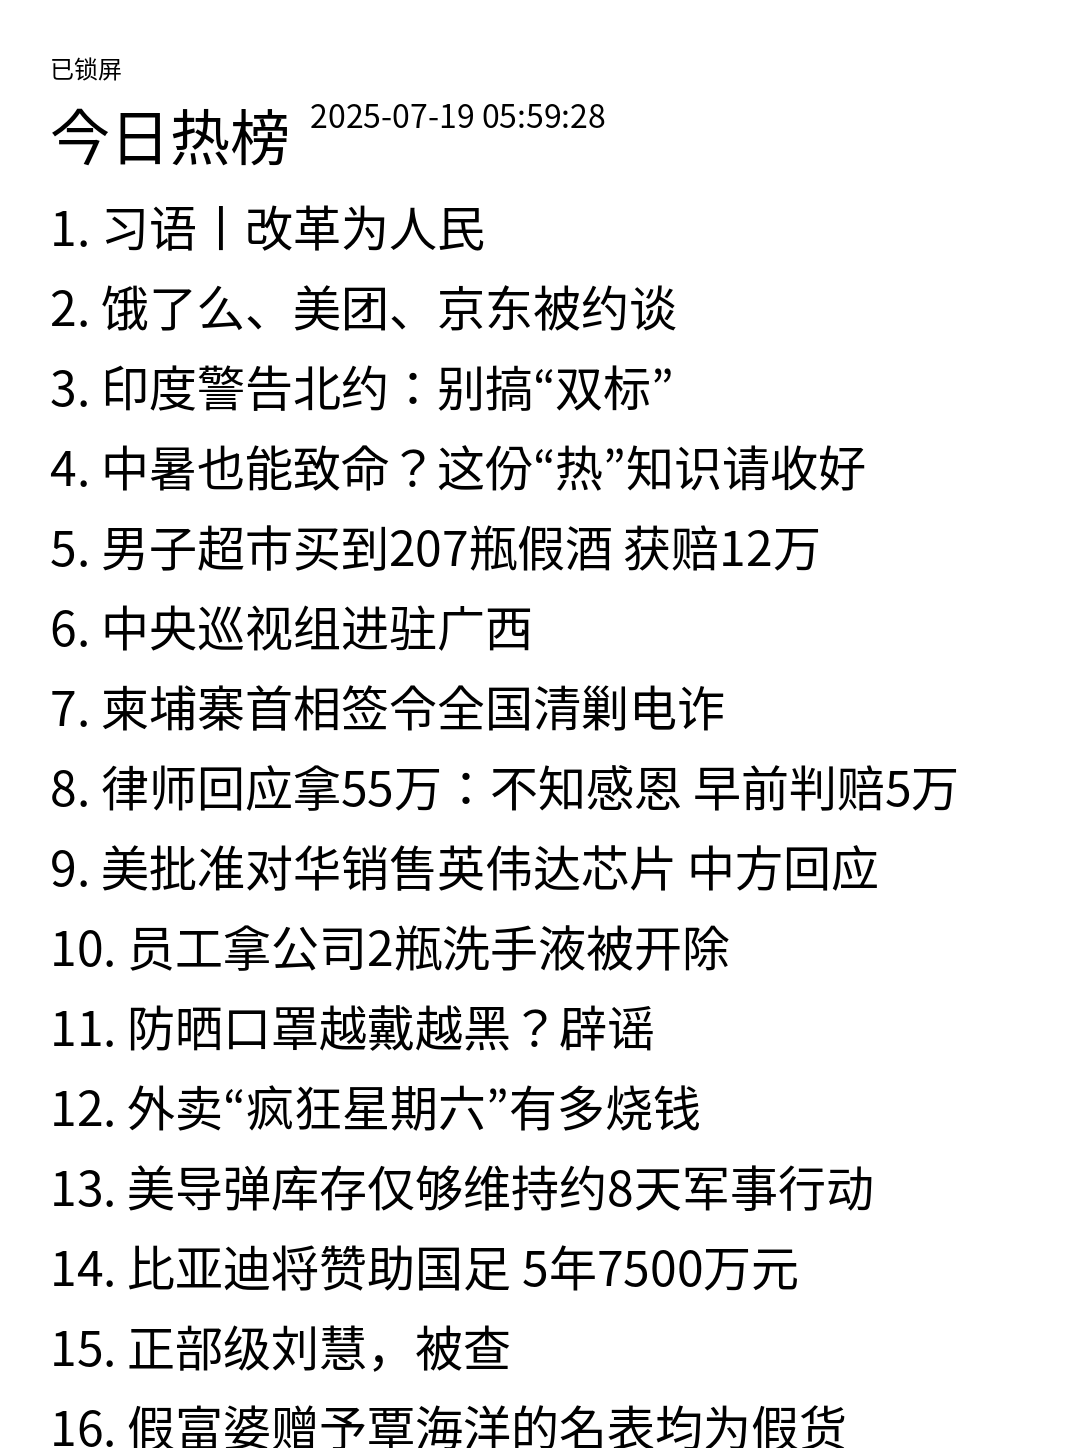 已锁屏
今日热榜 2025-07-19 05:59:28
1. 习语丨改革为人民
2. 饿了么、美团、京东被约谈
3. 印度警告北约：别搞“双标”
4. 中暑也能致命？这份“热”知识请收好
5. 男子超市买到207瓶假酒 获赔12万
6. 中央巡视组进驻广西
7. 柬埔寨首相签令全国清剿电诈
8. 律师回应拿55万：不知感恩 早前判赔5万
9. 美批准对华销售英伟达芯片 中方回应
10. 员工拿公司2瓶洗手液被开除
11. 防晒口罩越戴越黑？辟谣
12. 外卖“疯狂星期六”有多烧钱
13. 美导弹库存仅够维持约8天军事行动
14. 比亚迪将赞助国足 5年7500万元
15. 正部级刘慧，被查
16. 假富婆赠予覃海洋的名表均为假货